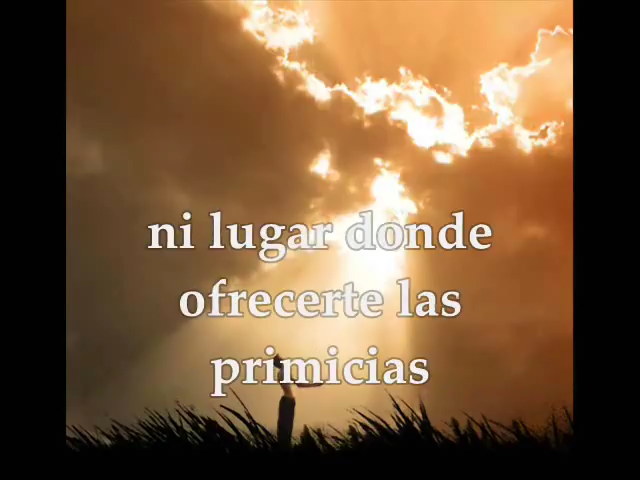 ni lugar donde
ofrecerte las
primicias